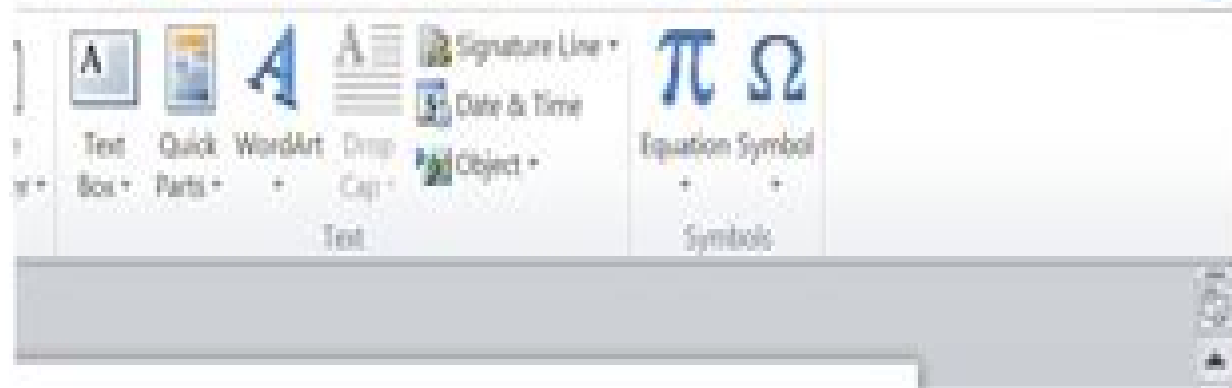 Signature Line
Date & Time
Object
Text Box
Quick Parts
WordArt
Drop Cap
Equation
Symbol
Text
Symbols